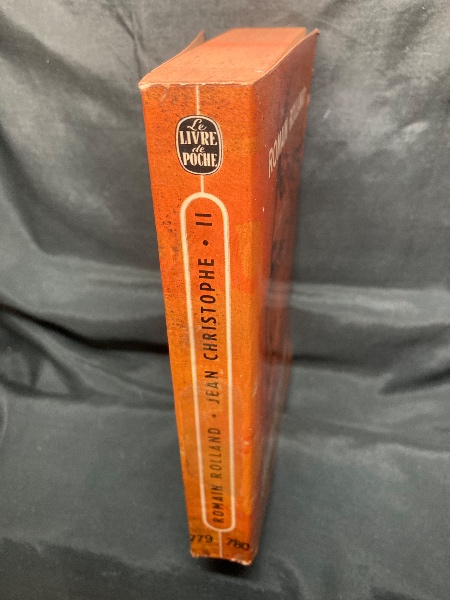 Le
LIVRE
de
POCHE
ROMAIN ROLLAND • JEAN CHRISTOPHE • II
779 780
ROMAIN ROLLAND